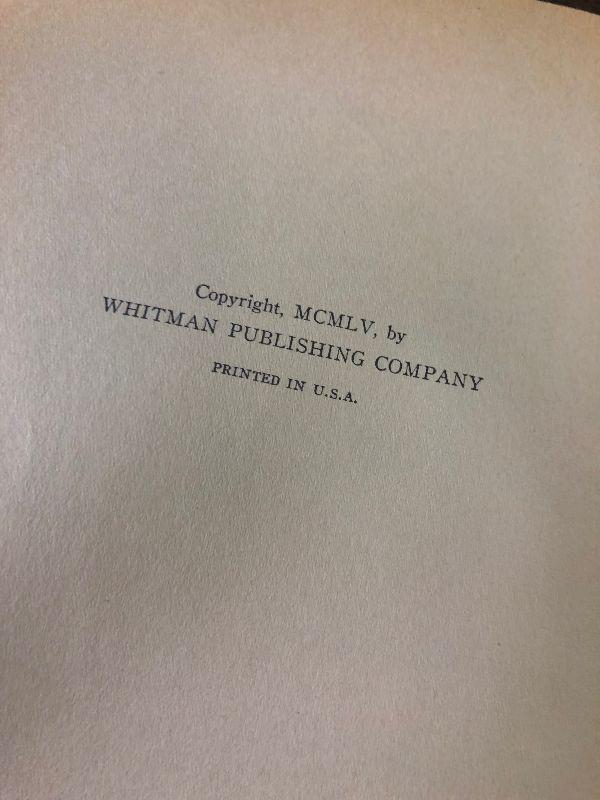 Copyright, MCMLV, by
WHITMAN PUBLISHING COMPANY
PRINTED IN U.S.A.